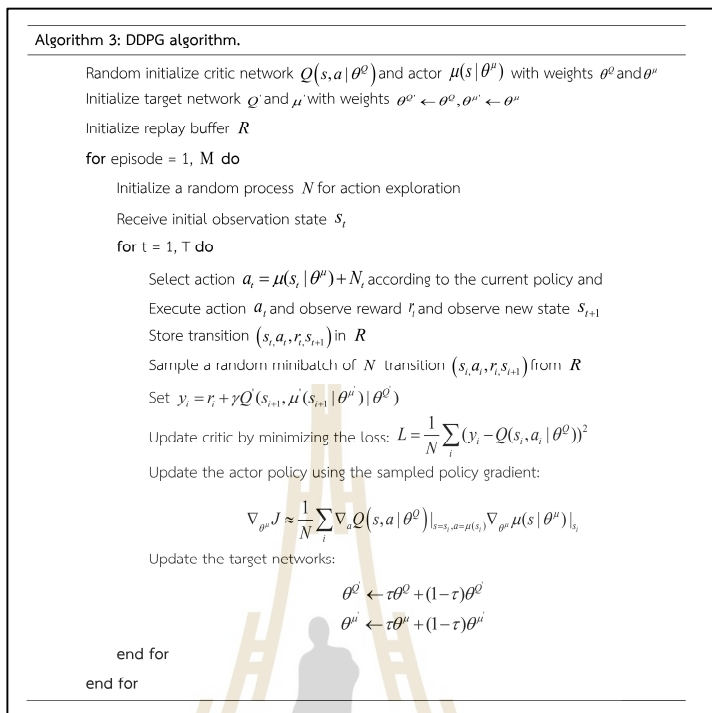 Algorithm 3: DDPG algorithm.
Random initialize critic network Q(s,a|θ^Q) and actor μ(s|θ^μ) with weights θ^Q and θ^μ
Initialize target network Q' and μ' with weights θ^Q' ← θ^Q, θ^μ' ← θ^μ
Initialize replay buffer R
for episode = 1, M do
Initialize a random process N for action exploration
Receive initial observation state s_t
for t = 1, T do
Select action a_t = μ(s_t|θ^μ) + N_t according to the current policy and
Execute action a_t and observe reward r_t and observe new state s_{t+1}
Store transition (s_t, a_t, r_t, s_{t+1}) in R
Sample a random minibatch of N transition (s_i, a_i, r_i, s_{i+1}) from R
Set y_i = r_i + γQ'(s_{i+1}, μ'(s_{i+1}|θ^μ')|θ^Q')
Update critic by minimizing the loss: L = 1/N ∑_i (y_i − Q(s_i, a_i|θ^Q))²
Update the actor policy using the sampled policy gradient:
∇_{θ^μ} J ≈ 1/N ∑_i ∇_a Q(s,a|θ^Q)|_{s=s_i, a=μ(s_i)} ∇_{θ^μ} μ(s|θ^μ)|_{s_i}
Update the target networks:
θ^Q' ← τθ^Q + (1−τ)θ^Q'
θ^μ' ← τθ^μ + (1−τ)θ^μ'
end for
end for